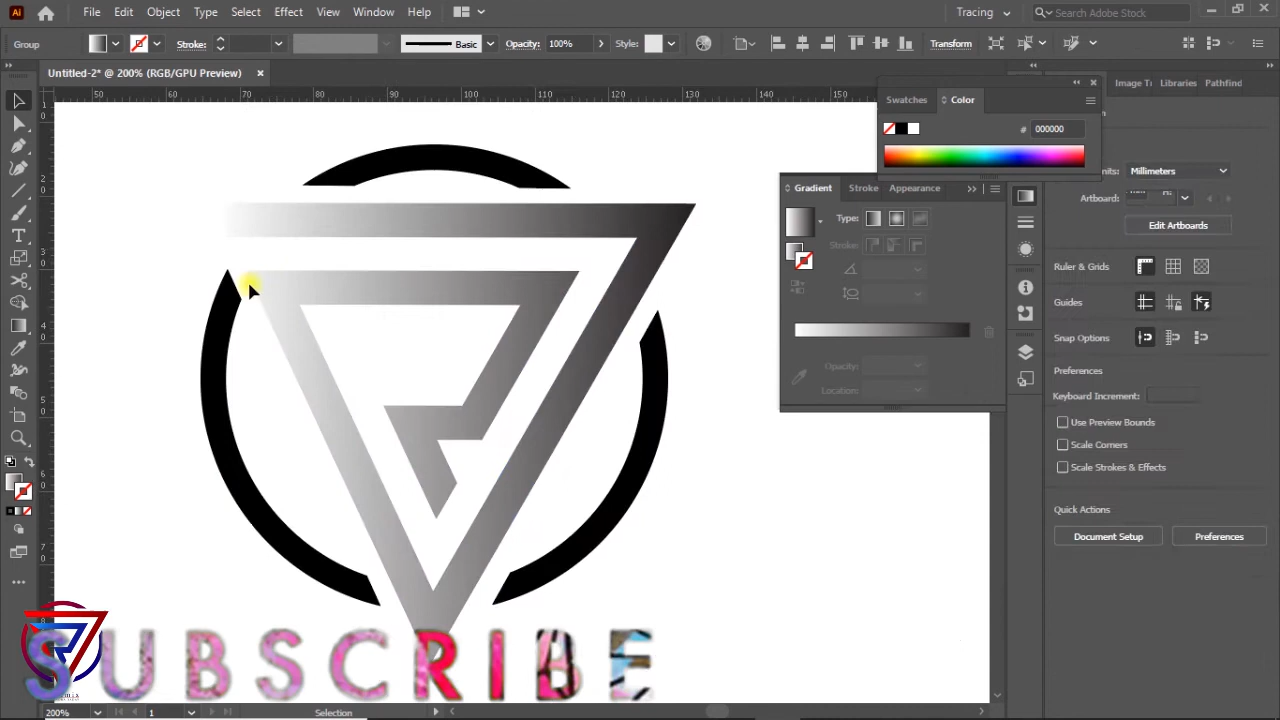 Ai File Edit Object Type Select Effect View Window Help Tracing Search Adobe Stock
Group Stroke: Basic Opacity: 100% Style: Transform
Untitled-2* @ 200% (RGB/GPU Preview)
50 60 70 80 90 100 110 120 130 140 150
Image Libraries Pathfind
Swatches Color
# 000000
Millimeters
Gradient Stroke Appearance
Artboard:
Type:
Edit Artboards
Stroke:
Ruler & Grids
Guides
Snap Options
Opacity:
Preferences
Location:
Keyboard Increment:
Use Preview Bounds
Scale Corners
Scale Strokes & Effects
Quick Actions
Document Setup Preferences
SUBSCRIBE
200% 1 Selection